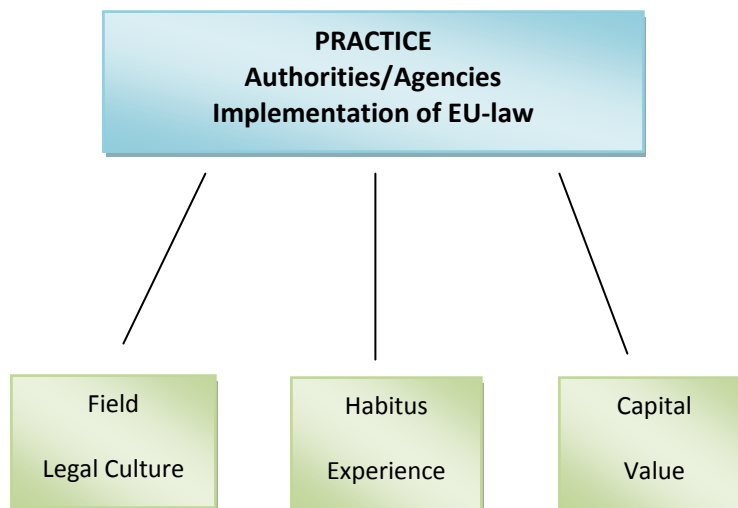 PRACTICE
Authorities/Agencies
Implementation of EU-law
Field
Legal Culture
Habitus
Experience
Capital
Value